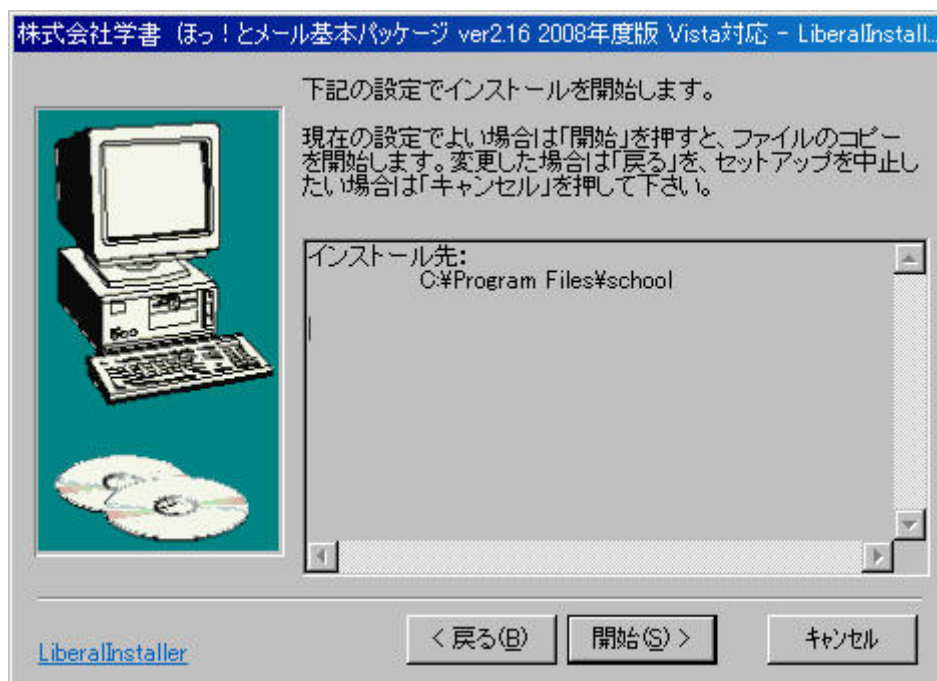 株式会社学書 ほっ！とメール基本パッケージ ver2.16 2008年度版 Vista対応 - LiberalInstall...
下記の設定でインストールを開始します。
現在の設定でよい場合は「開始」を押すと、ファイルのコピー
を開始します。変更した場合は「戻る」を、セットアップを中止し
たい場合は「キャンセル」を押して下さい。
インストール先:
C:¥Program Files¥school
LiberalInstaller
< 戻る(B)
開始(S) >
キャンセル